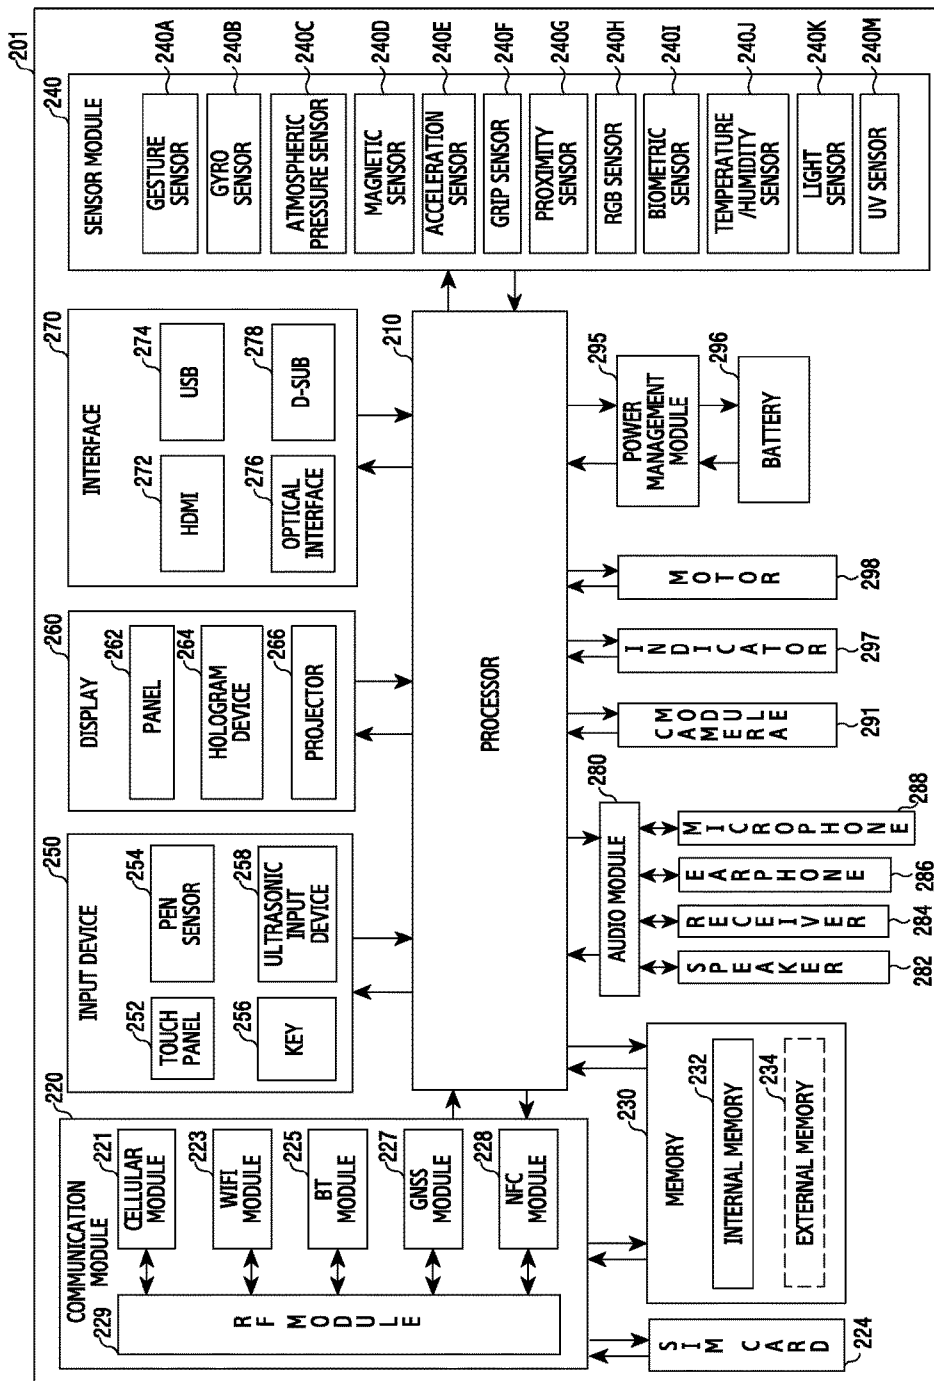 201
COMMUNICATION
MODULE
220
229
RF MODULE
221
CELLULAR
MODULE
223
WIFI
MODULE
225
BT
MODULE
227
GNSS
MODULE
228
NFC
MODULE
INPUT DEVICE
250
252
TOUCH
PANEL
254
PEN
SENSOR
256
KEY
258
ULTRASONIC
INPUT
DEVICE
DISPLAY
260
262
PANEL
264
HOLOGRAM
DEVICE
266
PROJECTOR
INTERFACE
270
272
HDMI
274
USB
276
OPTICAL
INTERFACE
278
D-SUB
SENSOR MODULE
240
GESTURE
SENSOR
240A
GYRO
SENSOR
240B
ATMOSPHERIC
PRESSURE SENSOR
240C
MAGNETIC
SENSOR
240D
ACCELERATION
SENSOR
240E
GRIP SENSOR
240F
PROXIMITY
SENSOR
240G
RGB SENSOR
240H
BIOMETRIC
SENSOR
240I
TEMPERATURE
/HUMIDITY
SENSOR
240J
LIGHT
SENSOR
240K
UV SENSOR
240M
PROCESSOR
210
SIM CARD
224
MEMORY
230
INTERNAL MEMORY
232
EXTERNAL MEMORY
234
AUDIO MODULE
280
SPEAKER
282
RECEIVER
284
EARPHONE
286
MICROPHONE
288
CAMERA
MODULE
291
INDICATOR
297
MOTOR
298
POWER
MANAGEMENT
MODULE
295
BATTERY
296